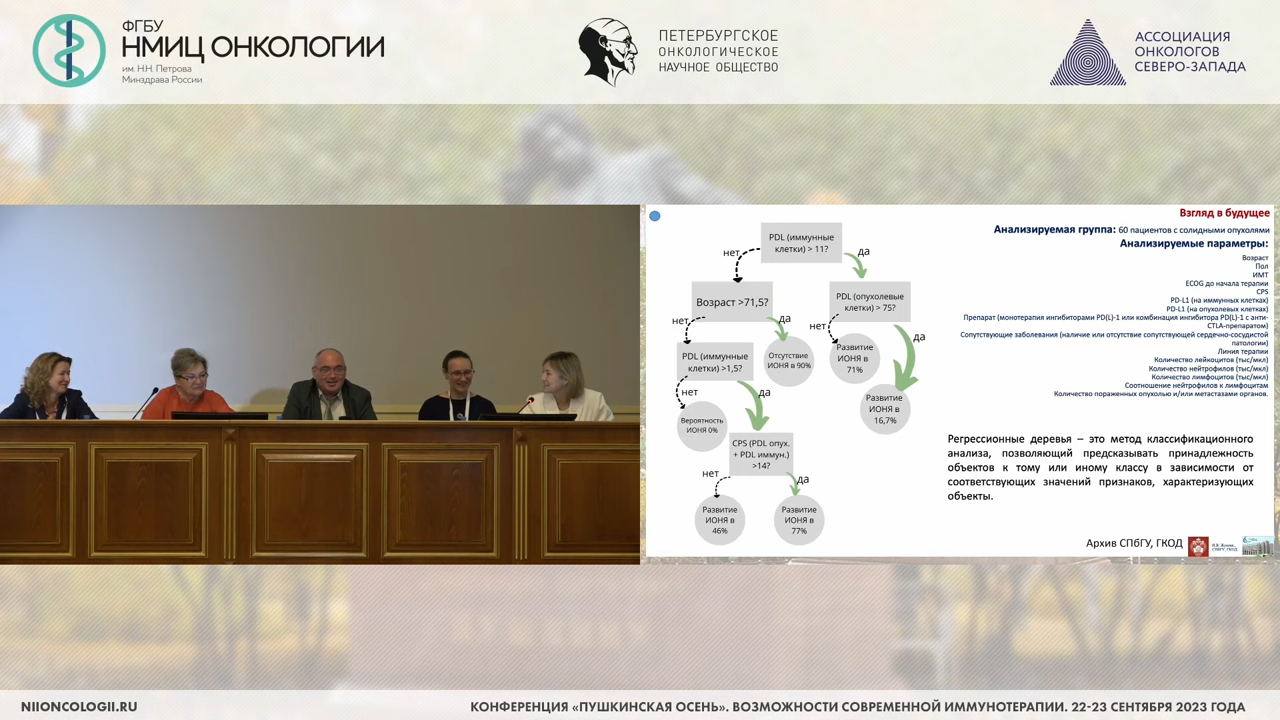 ФГБУ
НМИЦ ОНКОЛОГИИ
им. Н.Н. Петрова
Минздрава России
ПЕТЕРБУРГСКОЕ
ОНКОЛОГИЧЕСКОЕ
НАУЧНОЕ ОБЩЕСТВО
АССОЦИАЦИЯ
ОНКОЛОГОВ
СЕВЕРО-ЗАПАДА
Взгляд в будущее
Анализируемая группа: 60 пациентов с солидными опухолями
Анализируемые параметры:
Возраст
Пол
ИМТ
ECOG до начала терапии
CPS
PD-L1 (на иммунных клетках)
PD-L1 (на опухолевых клетках)
Препарат (монотерапия ингибиторами PD(L)-1 или комбинация ингибитора PD(L)-1 с анти-
CTLA-препаратом)
Сопутствующие заболевания (наличие или отсутствие сопутствующей сердечно-сосудистой
патологии)
Линия терапии
Количество лейкоцитов (тыс/мкл)
Количество нейтрофилов (тыс/мкл)
Количество лимфоцитов (тыс/мкл)
Соотношение нейтрофилов к лимфоцитам
Количество пораженных опухолью и/или метастазами органов.
PDL (иммунные
клетки) > 11?
нет
да
Возраст >71,5?
PDL (опухолевые
клетки) > 75?
нет
да
нет
да
PDL (иммунные
клетки) >1,5?
Отсутствие
ИОНЯ в 90%
Развитие
ИОНЯ в
71%
Развитие
ИОНЯ в
16,7%
нет
да
Вероятность
ИОНЯ 0%
CPS (PDL опух.
+ PDL иммун.)
>14?
нет
да
Развитие
ИОНЯ в
46%
Развитие
ИОНЯ в
77%
Регрессионные деревья – это метод классификационного
анализа, позволяющий предсказывать принадлежность
объектов к тому или иному классу в зависимости от
соответствующих значений признаков, характеризующих
объекты.
Архив СПбГУ, ГКОД
NIIONCOLOGII.RU
КОНФЕРЕНЦИЯ «ПУШКИНСКАЯ ОСЕНЬ». ВОЗМОЖНОСТИ СОВРЕМЕННОЙ ИММУНОТЕРАПИИ. 22-23 СЕНТЯБРЯ 2023 ГОДА